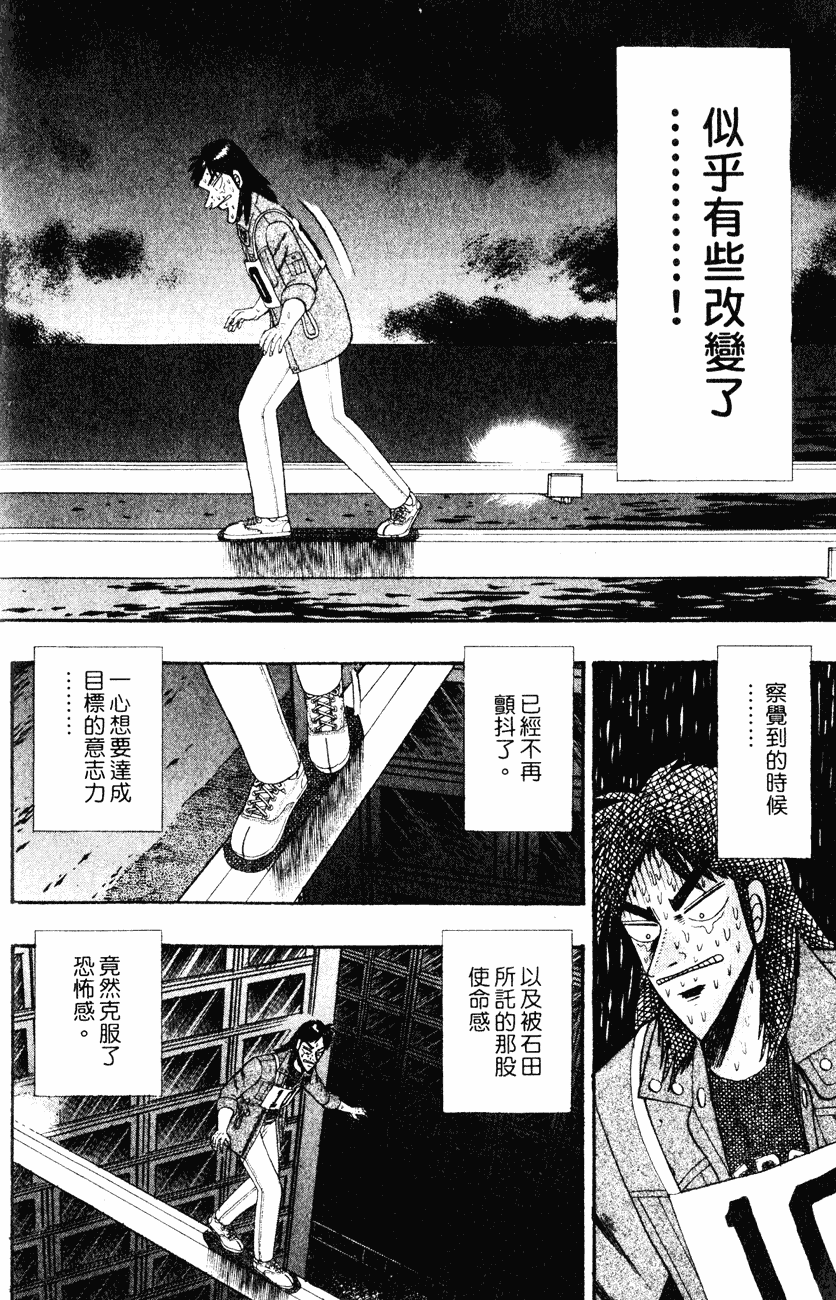 似乎有些改變了
…………！
察覺到的時候
………
已經不再
顫抖了。
一心想要達成
目標的意志力
………
以及被石田
所託的那股
使命感
竟然克服了
恐怖感。
1
10